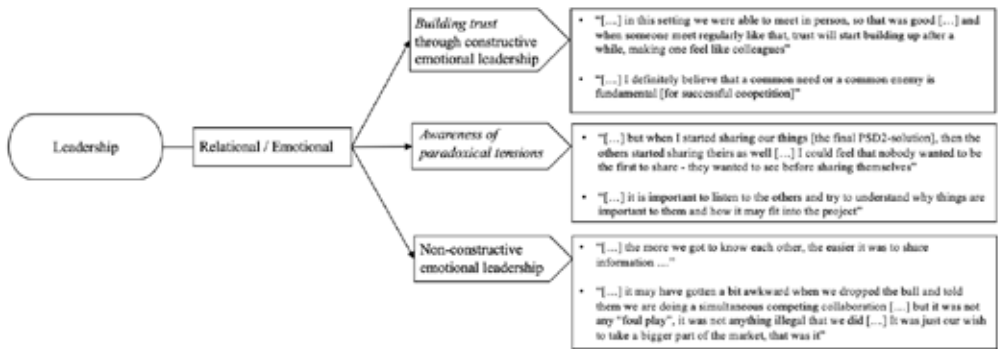 Leadership
Relational / Emotional
Building trust
through constructive
emotional leadership
• "[…] in this setting we were able to meet in person, so that was good […] and
when someone meet regularly like that, trust will start building up after a
while, making one feel like colleagues"
• "[…] I definitely believe that a common need or a common enemy is
fundamental [for successful coopetition]"
Awareness of
paradoxical tensions
• "[…] but when I started sharing our things [the final PSD2-solution], then the
others started sharing theirs as well […] I could feel that nobody wanted to be
the first to share - they wanted to see before sharing themselves"
• "[…] it is important to listen to the others and try to understand why things are
important to them and how it may fit into the project"
Non-constructive
emotional leadership
• "[…] the more we got to know each other, the easier it was to share
information …."
• "[…] it may have gotten a bit awkward when we dropped the ball and told
them we are doing a simultaneous competing collaboration […] but it was not
any "foul play", it was not anything illegal that we did […] It was just our wish
to take a bigger part of the market, that was it"